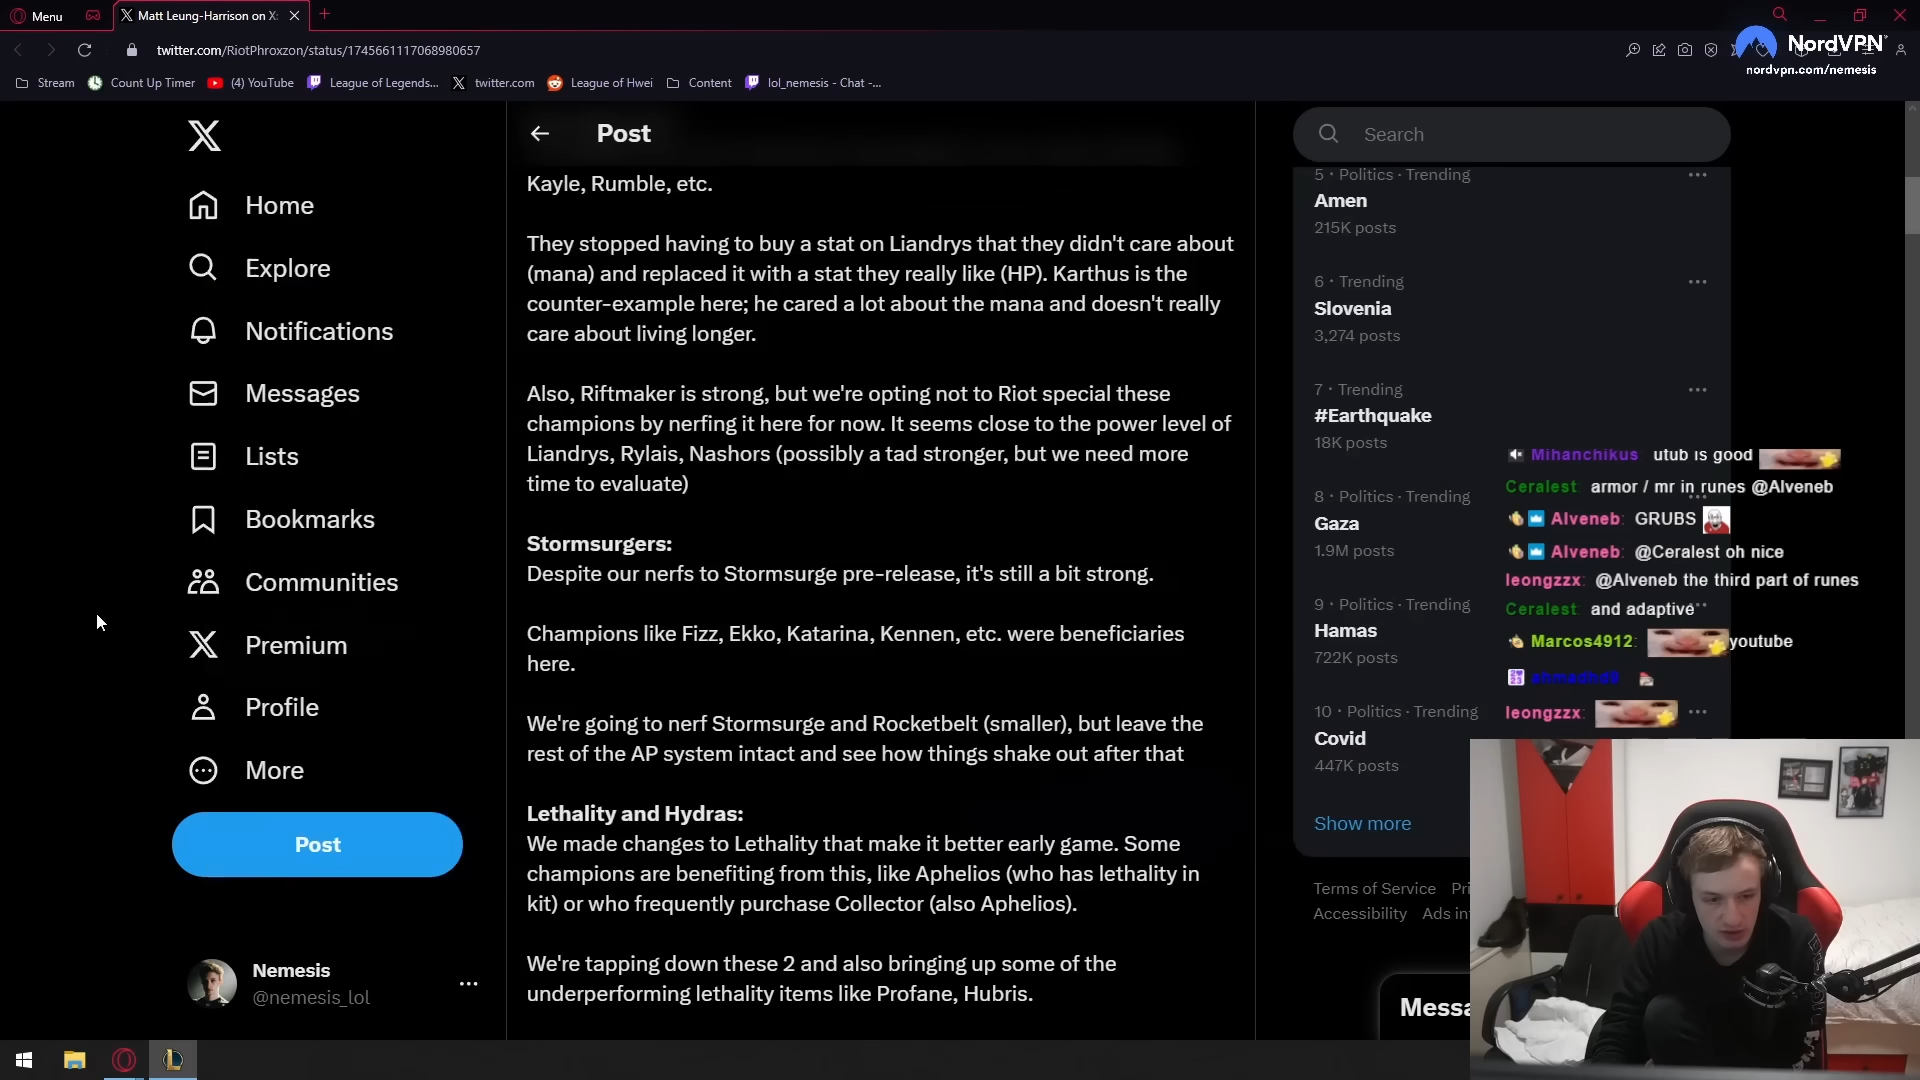 Menu
Matt Leung-Harrison on X:
NordVPN
nordvpn.com/nemesis
twitter.com/RiotPhroxzon/status/1745661117068980657
Stream
Count Up Timer
(4) YouTube
League of Legends...
twitter.com
League of Hwei
Content
lol_nemesis - Chat -...
Home
Explore
Notifications
Messages
Lists
Bookmarks
Communities
Premium
Profile
More
Post
Nemesis
@nemesis_lol
Post
Kayle, Rumble, etc.
They stopped having to buy a stat on Liandrys that they didn't care about
(mana) and replaced it with a stat they really like (HP). Karthus is the
counter-example here; he cared a lot about the mana and doesn't really
care about living longer.
Also, Riftmaker is strong, but we're opting not to Riot special these
champions by nerfing it here for now. It seems close to the power level of
Liandrys, Rylais, Nashors (possibly a tad stronger, but we need more
time to evaluate)
Stormsurgers:
Despite our nerfs to Stormsurge pre-release, it's still a bit strong.
Champions like Fizz, Ekko, Katarina, Kennen, etc. were beneficiaries
here.
We're going to nerf Stormsurge and Rocketbelt (smaller), but leave the
rest of the AP system intact and see how things shake out after that
Lethality and Hydras:
We made changes to Lethality that make it better early game. Some
champions are benefiting from this, like Aphelios (who has lethality in
kit) or who frequently purchase Collector (also Aphelios).
We're tapping down these 2 and also bringing up some of the
underperforming lethality items like Profane, Hubris.
Search
5 · Politics · Trending
Amen
215K posts
6 · Trending
Slovenia
3,274 posts
7 · Trending
#Earthquake
18K posts
8 · Politics · Trending
Gaza
1.9M posts
9 · Politics · Trending
Hamas
722K posts
10 · Politics · Trending
Covid
447K posts
Show more
Terms of Service Pri
Accessibility Ads in
Messa
Mihanchikus utub is good
Ceralest: armor / mr in runes @Alveneb
Alveneb: GRUBS
Alveneb: @Ceralest oh nice
leongzzx: @Alveneb the third part of runes
Ceralest: and adaptive
Marcos4912: youtube
leongzzx: